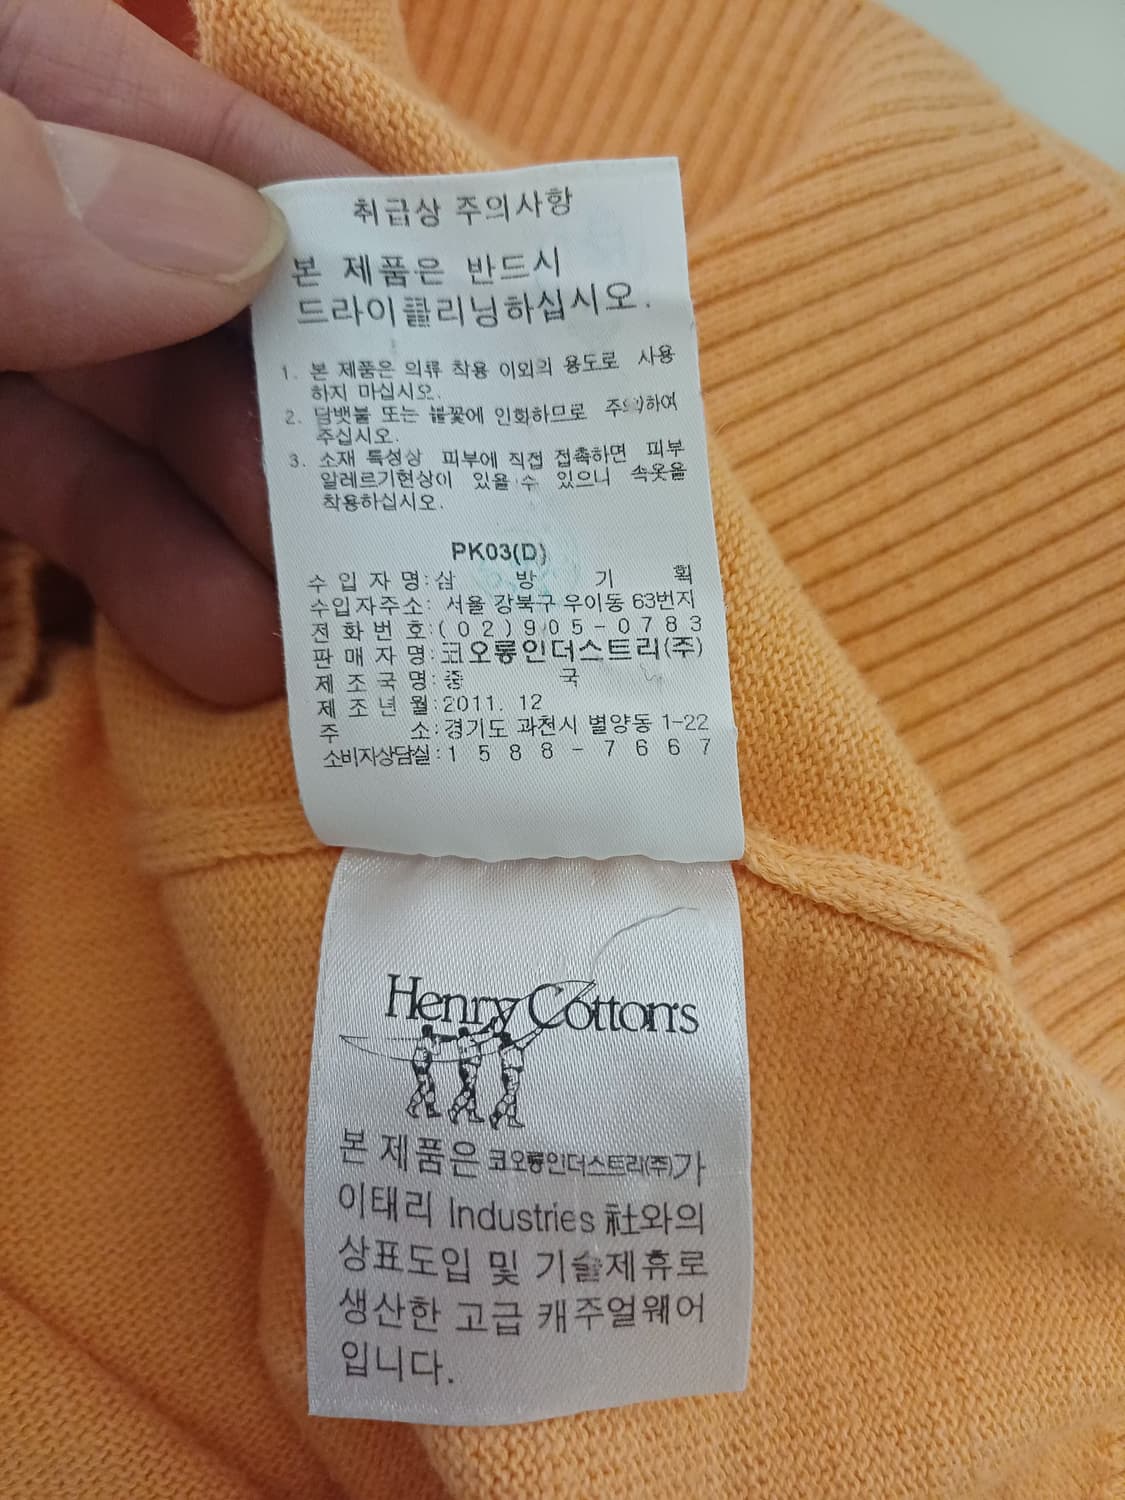 취급상 주의사항
본 제품은 반드시
드라이클리닝하십시오.
1. 본 제품은 의류 착용 이외의 용도로 사용
하지 마십시오.
2. 담뱃불 또는 불꽃에 인화하므로 주의하여
주십시오.
3. 소재 특성상 피부에 직접 접촉하면 피부
알레르기현상이 있을 수 있으니 속옷을
착용하십시오.
PK03(D)
수입자명:삼방기획
수입자주소: 서울 강북구 우이동 63번지
전화번호:(02)905-0783
판매자명:코오롱인더스트리(주)
제조국명:중국
제조년월:2011. 12
주소:경기도 과천시 별양동 1-22
소비자상담실:1588-7667
Henry Cotton's
본 제품은 코오롱인더스트리(주)가
이태리 Industries 社와의
상표도입 및 기술제휴로
생산한 고급 캐주얼웨어
입니다.